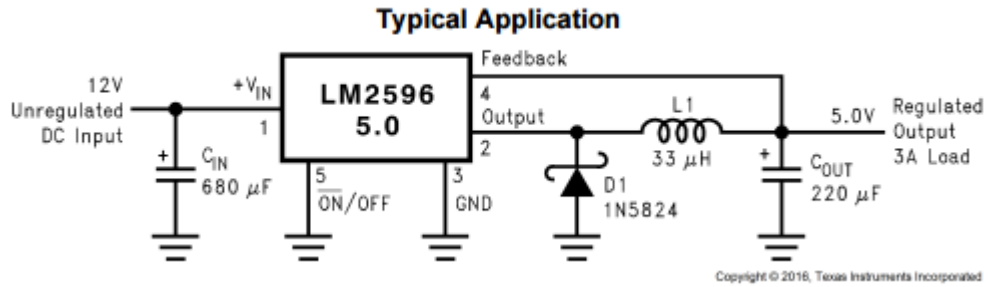 Typical Application
12V
Unregulated
DC Input
+VIN
1
LM2596
5.0
Feedback
4
Output
2
L1
33 μH
5.0V
Regulated
Output
3A Load
+
CIN
680 μF
5
ON/OFF
3
GND
D1
1N5824
+
COUT
220 μF
Copyright © 2016, Texas Instruments Incorporated